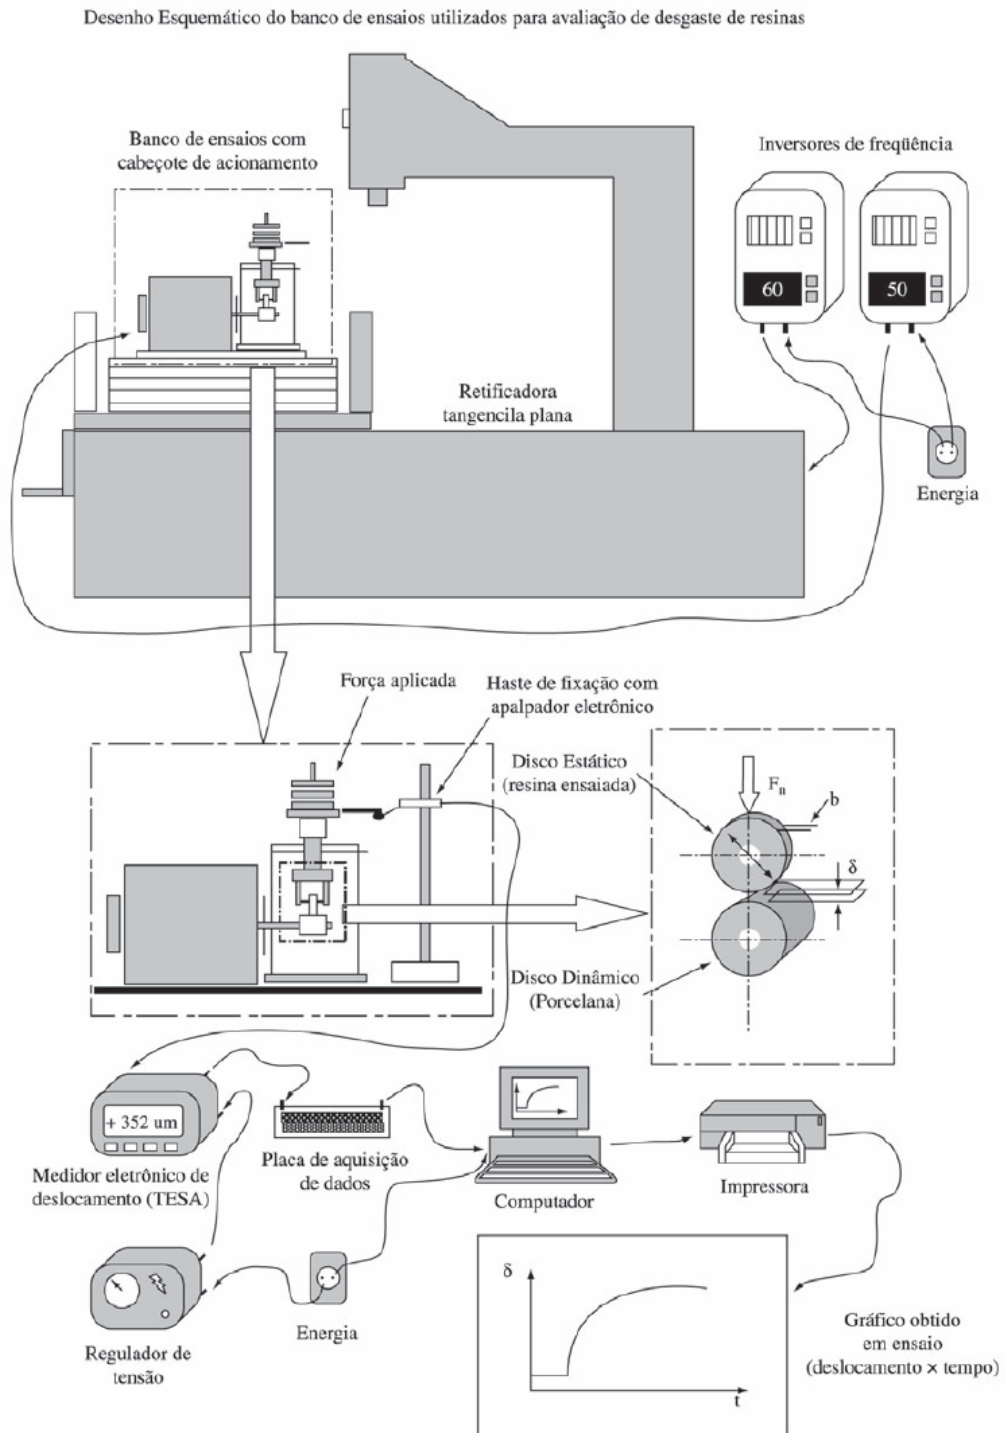 Desenho Esquemático do banco de ensaios utilizados para avaliação de desgaste de resinas
Banco de ensaios com
cabeçote de acionamento
Inversores de freqüência
60
50
Retificadora
tangencila plana
Energia
Força aplicada
Haste de fixação com
apalpador eletrônico
Disco Estático
(resina ensaiada)
Fn
b
δ
Disco Dinâmico
(Porcelana)
+ 352 um
Medidor eletrônico de
deslocamento (TESA)
Placa de aquisição
de dados
Computador
Impressora
Regulador de
tensão
Energia
δ
t
Gráfico obtido
em ensaio
(deslocamento × tempo)